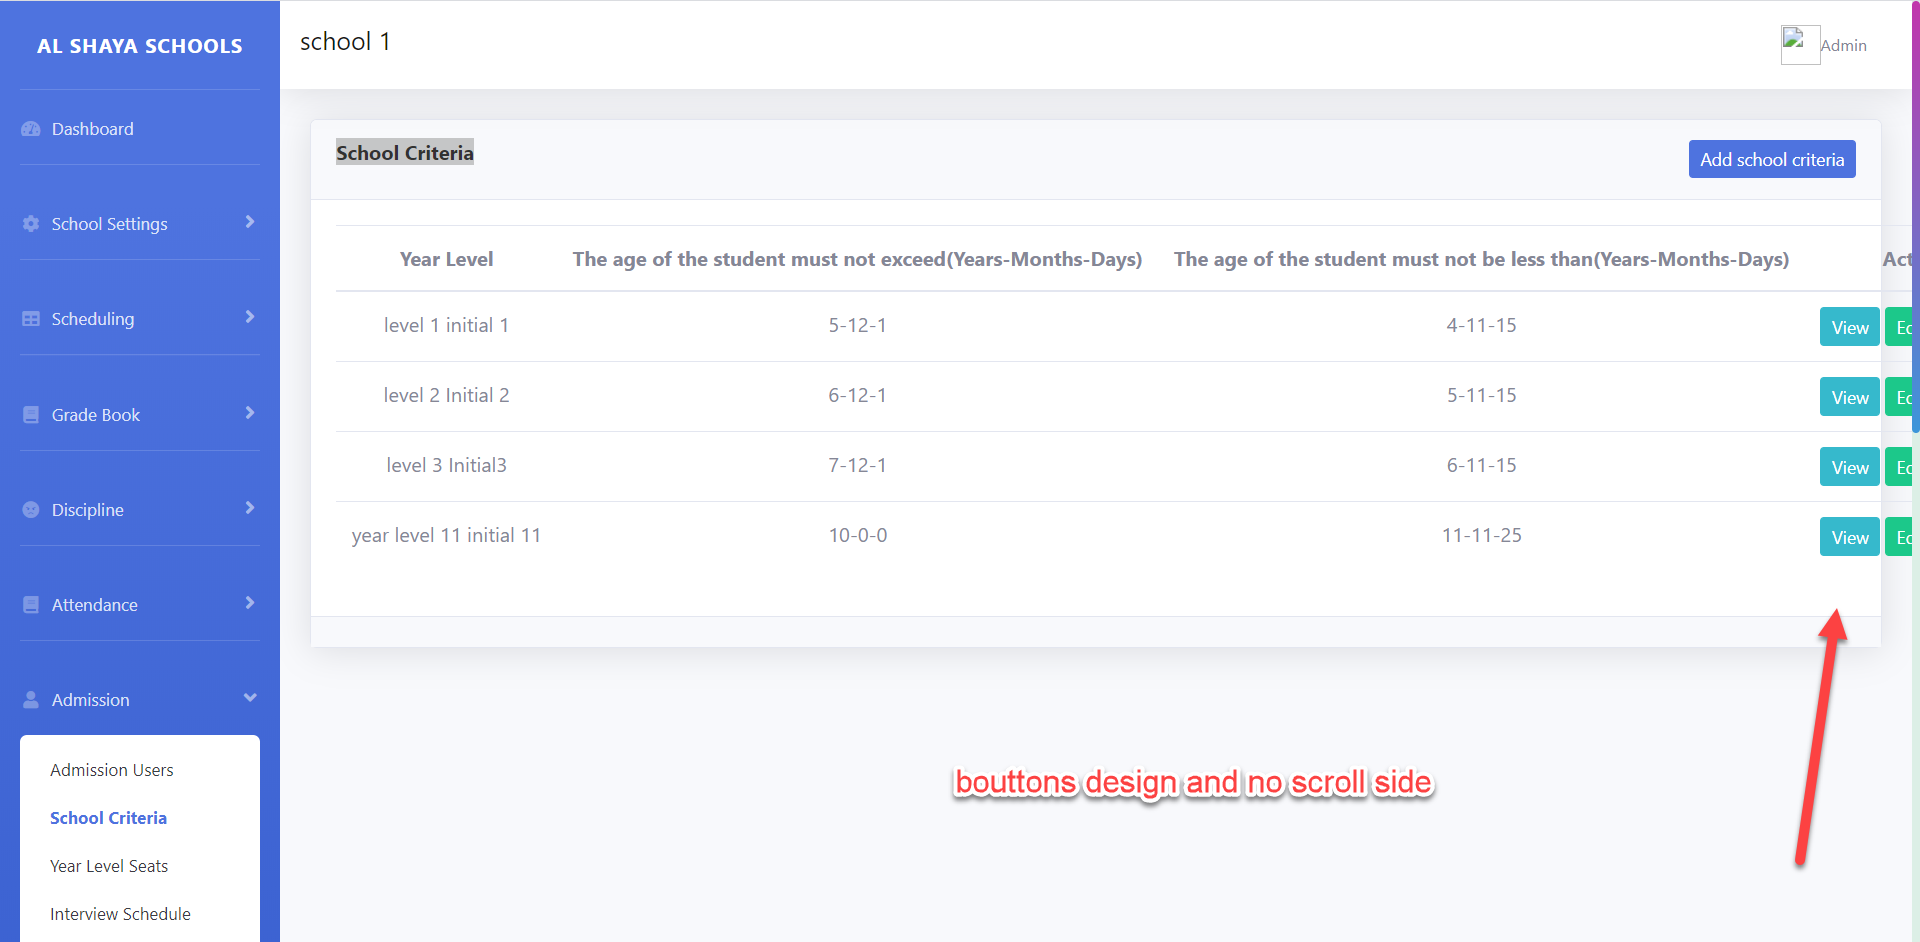 AL SHAYA SCHOOLS
school 1
Admin
Dashboard
School Settings
Scheduling
Grade Book
Discipline
Attendance
Admission
Admission Users
School Criteria
Year Level Seats
Interview Schedule
School Criteria
Add school criteria
Year Level The age of the student must not exceed(Years-Months-Days) The age of the student must not be less than(Years-Months-Days) Act
level 1 initial 1 5-12-1 4-11-15 View Ed
level 2 Initial 2 6-12-1 5-11-15 View Ed
level 3 Initial3 7-12-1 6-11-15 View Ed
year level 11 initial 11 10-0-0 11-11-25 View Ed
bouttons design and no scroll side